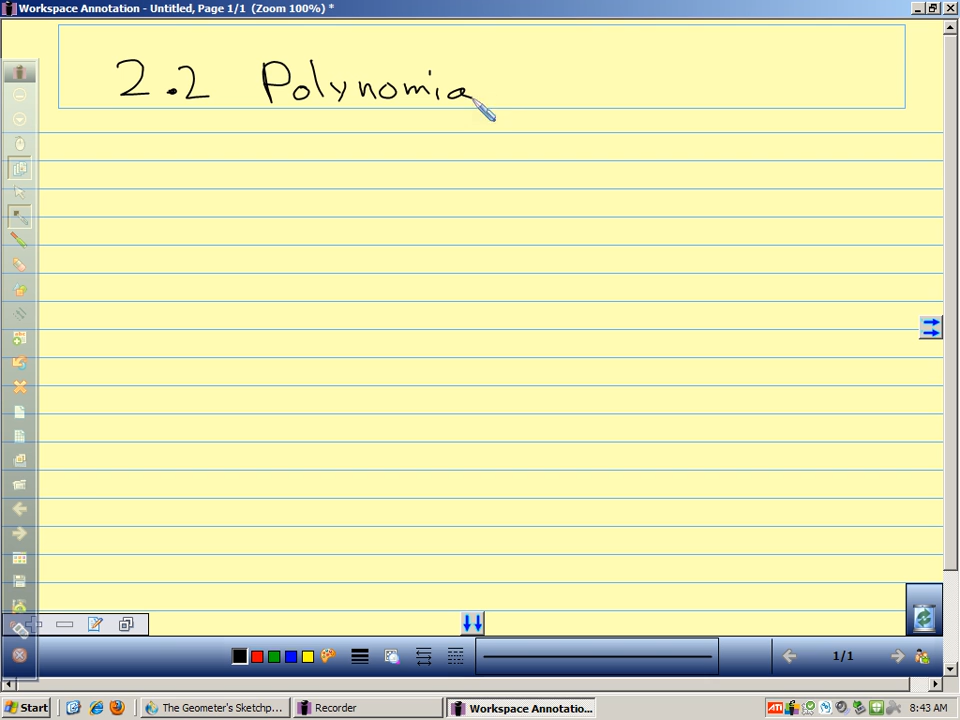 Workspace Annotation - Untitled, Page 1/1 (Zoom 100%) *
2.2 Polynomia
1/1
Start
The Geometer's Sketchp...
Recorder
Workspace Annotatio...
ATI
8:43 AM